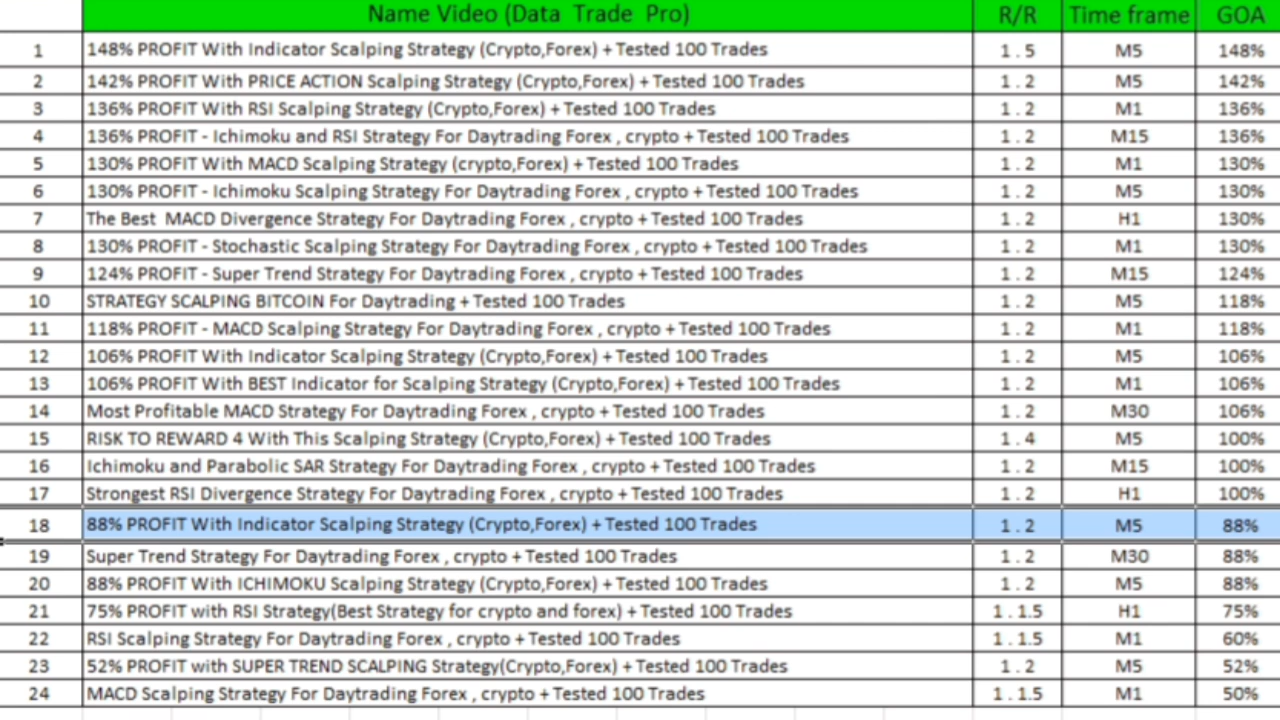 Name Video (Data Trade Pro) R/R Time frame GOA
1 148% PROFIT With Indicator Scalping Strategy (Crypto,Forex) + Tested 100 Trades 1 . 5 M5 148%
2 142% PROFIT With PRICE ACTION Scalping Strategy (Crypto,Forex) + Tested 100 Trades 1 . 2 M5 142%
3 136% PROFIT With RSI Scalping Strategy (Crypto,Forex) + Tested 100 Trades 1 . 2 M1 136%
4 136% PROFIT - Ichimoku and RSI Strategy For Daytrading Forex , crypto + Tested 100 Trades 1 . 2 M15 136%
5 130% PROFIT With MACD Scalping Strategy (crypto,Forex) + Tested 100 Trades 1 . 2 M1 130%
6 130% PROFIT - Ichimoku Scalping Strategy For Daytrading Forex , crypto + Tested 100 Trades 1 . 2 M5 130%
7 The Best MACD Divergence Strategy For Daytrading Forex , crypto + Tested 100 Trades 1 . 2 H1 130%
8 130% PROFIT - Stochastic Scalping Strategy For Daytrading Forex , crypto + Tested 100 Trades 1 . 2 M1 130%
9 124% PROFIT - Super Trend Strategy For Daytrading Forex , crypto + Tested 100 Trades 1 . 2 M15 124%
10 STRATEGY SCALPING BITCOIN For Daytrading + Tested 100 Trades 1 . 2 M5 118%
11 118% PROFIT - MACD Scalping Strategy For Daytrading Forex , crypto + Tested 100 Trades 1 . 2 M1 118%
12 106% PROFIT With Indicator Scalping Strategy (Crypto,Forex) + Tested 100 Trades 1 . 2 M5 106%
13 106% PROFIT With BEST Indicator for Scalping Strategy (Crypto,Forex) + Tested 100 Trades 1 . 2 M1 106%
14 Most Profitable MACD Strategy For Daytrading Forex , crypto + Tested 100 Trades 1 . 2 M30 106%
15 RISK TO REWARD 4 With This Scalping Strategy (Crypto,Forex) + Tested 100 Trades 1 . 4 M5 100%
16 Ichimoku and Parabolic SAR Strategy For Daytrading Forex , crypto + Tested 100 Trades 1 . 2 M15 100%
17 Strongest RSI Divergence Strategy For Daytrading Forex , crypto + Tested 100 Trades 1 . 2 H1 100%
18 88% PROFIT With Indicator Scalping Strategy (Crypto,Forex) + Tested 100 Trades 1 . 2 M5 88%
19 Super Trend Strategy For Daytrading Forex , crypto + Tested 100 Trades 1 . 2 M30 88%
20 88% PROFIT With ICHIMOKU Scalping Strategy (Crypto,Forex) + Tested 100 Trades 1 . 2 M5 88%
21 75% PROFIT with RSI Strategy(Best Strategy for crypto and forex) + Tested 100 Trades 1 . 1.5 H1 75%
22 RSI Scalping Strategy For Daytrading Forex , crypto + Tested 100 Trades 1 . 1.5 M1 60%
23 52% PROFIT with SUPER TREND SCALPING Strategy(Crypto,Forex) + Tested 100 Trades 1 . 2 M5 52%
24 MACD Scalping Strategy For Daytrading Forex , crypto + Tested 100 Trades 1 . 1.5 M1 50%